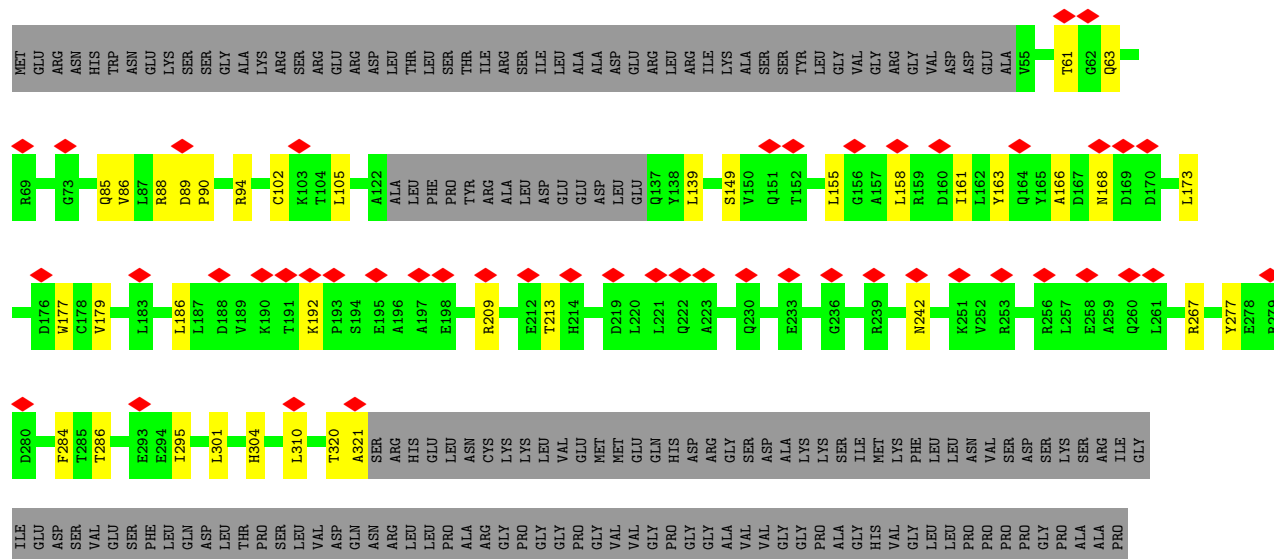 MET GLU ARG ASN HIS TRP ASN GLU LYS SER SER GLY ALA LYS ARG SER ARG GLU ARG ASP LEU THR LEU SER THR ILE ARG SER ILE LEU ALA ALA ASP GLU ARG LEU ARG ILE LYS ALA SER SER TYR LEU GLY VAL GLY ARG GLY VAL ASP ASP GLU ALA V55 T61 G62 Q63
R69 G73 Q85 V86 L87 R88 D89 P90 R94 C102 K103 T104 L105 A122 ALA LEU PHE PRO TYR ARG ALA LEU ASP GLU GLU ASP LEU GLU Q137 Y138 L139 S149 V150 Q151 T152 L155 G156 A157 L158 R159 D160 I161 L162 Y163 Q164 Y165 A166 D167 N168 D169 D170 L173
D176 W177 C178 V179 L183 L186 L187 D188 V189 K190 T191 K192 P193 S194 E195 A196 A197 E198 R209 E212 T213 H214 D219 L220 L221 Q222 A223 Q230 E233 G236 R239 N242 K251 V252 R253 R256 L257 E258 A259 Q260 L261 R267 Y277 E278 R279
D280 F284 T285 T286 E293 E294 I295 L301 H304 L310 T320 A321 SER ARG HIS GLU LEU ASN CYS LYS LYS LEU VAL GLU MET MET VAL GLU GLN HIS ASP ARG GLY SER ASP ALA LYS LYS SER ILE MET LYS PHE LEU LEU ASN VAL SER ASP SER LYS SER ARG ILE GLY
ILE GLU ASP SER VAL GLU SER PHE LEU GLN ASP LEU THR PRO SER LEU VAL ASP GLN ASN ARG LEU LEU PRO ALA ARG GLY PRO GLY GLY PRO GLY VAL VAL GLY PRO GLY GLY ALA VAL VAL GLY GLY PRO ALA GLY HIS VAL GLY LEU LEU PRO PRO PRO PRO GLY PRO ALA ALA PRO